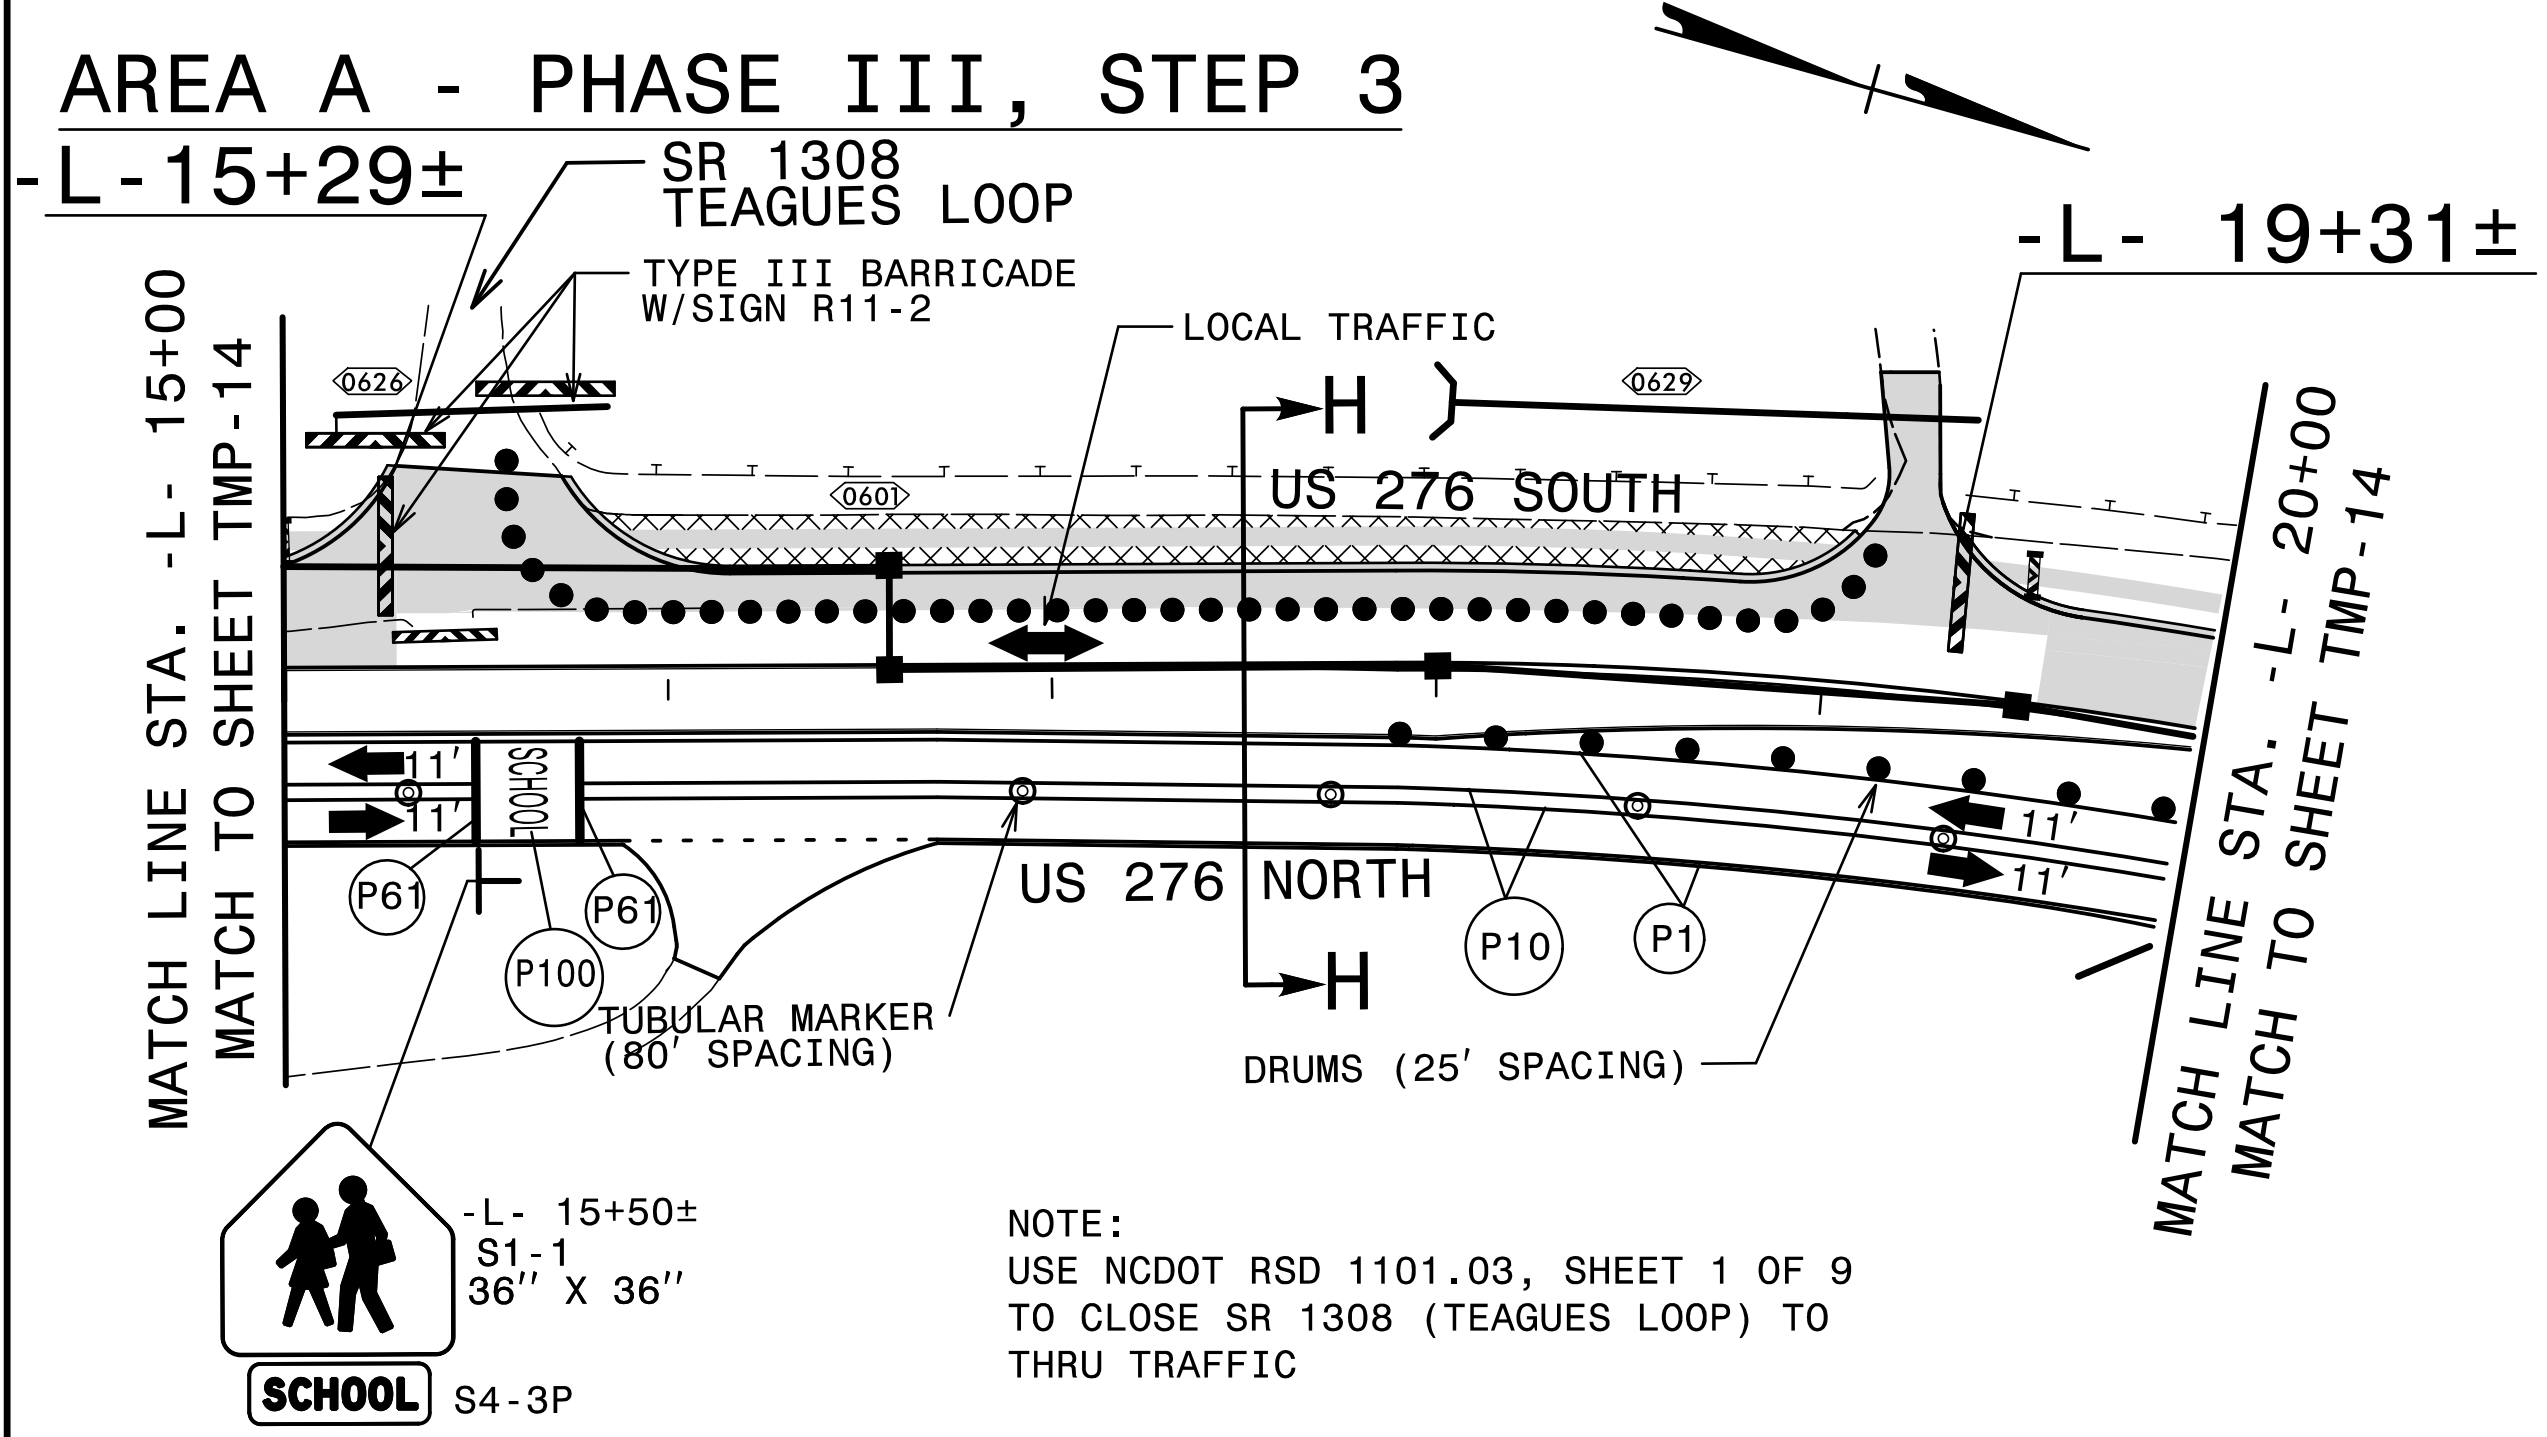 AREA A - PHASE III, STEP 3
-L-15+29±
SR 1308
TEAGUES LOOP
-L- 19+31±
TYPE III BARRICADE
W/SIGN R11-2
LOCAL TRAFFIC
MATCH LINE STA. -L- 15+00
MATCH TO SHEET TMP-14
0626
H
0629
0601
US 276 SOUTH
11'
SCHOOL
11'
11'
11'
P61
P61
P100
US 276 NORTH
P10
P1
H
TUBULAR MARKER
(80' SPACING)
DRUMS (25' SPACING)
MATCH LINE STA. -L- 20+00
MATCH TO SHEET TMP-14
-L- 15+50±
S1-1
36" X 36"
SCHOOL
S4-3P
NOTE:
USE NCDOT RSD 1101.03, SHEET 1 OF 9
TO CLOSE SR 1308 (TEAGUES LOOP) TO
THRU TRAFFIC